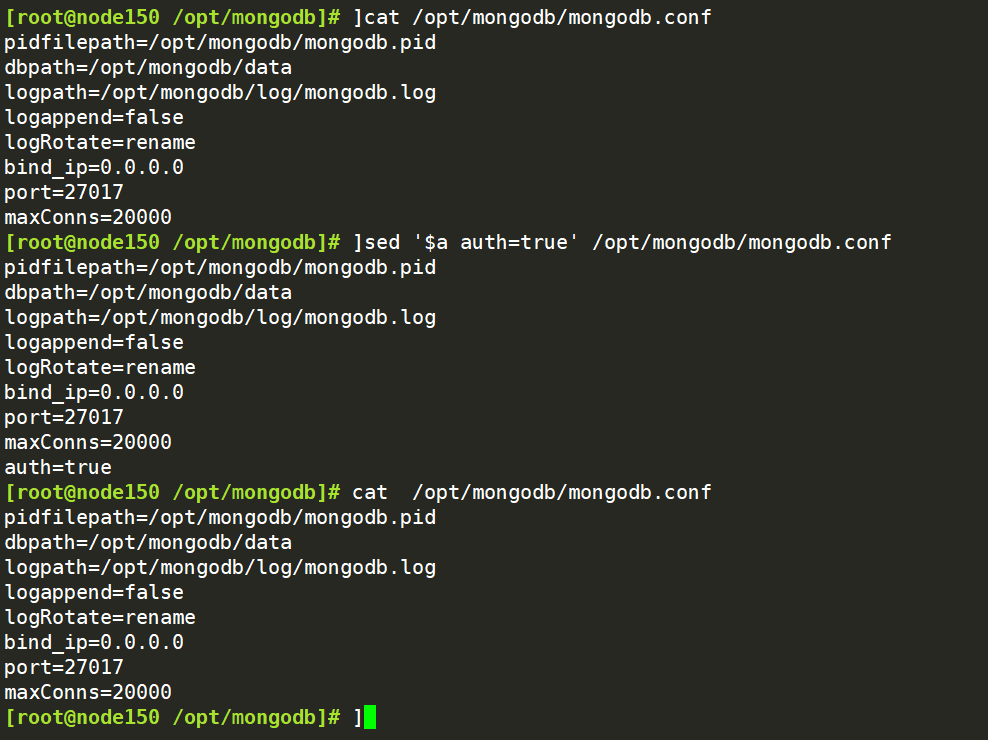 [root@node150 /opt/mongodb]# ]cat /opt/mongodb/mongodb.conf
pidfilepath=/opt/mongodb/mongodb.pid
dbpath=/opt/mongodb/data
logpath=/opt/mongodb/log/mongodb.log
logappend=false
logRotate=rename
bind_ip=0.0.0.0
port=27017
maxConns=20000
[root@node150 /opt/mongodb]# ]sed '$a auth=true' /opt/mongodb/mongodb.conf
pidfilepath=/opt/mongodb/mongodb.pid
dbpath=/opt/mongodb/data
logpath=/opt/mongodb/log/mongodb.log
logappend=false
logRotate=rename
bind_ip=0.0.0.0
port=27017
maxConns=20000
auth=true
[root@node150 /opt/mongodb]# cat  /opt/mongodb/mongodb.conf
pidfilepath=/opt/mongodb/mongodb.pid
dbpath=/opt/mongodb/data
logpath=/opt/mongodb/log/mongodb.log
logappend=false
logRotate=rename
bind_ip=0.0.0.0
port=27017
maxConns=20000
[root@node150 /opt/mongodb]# ]